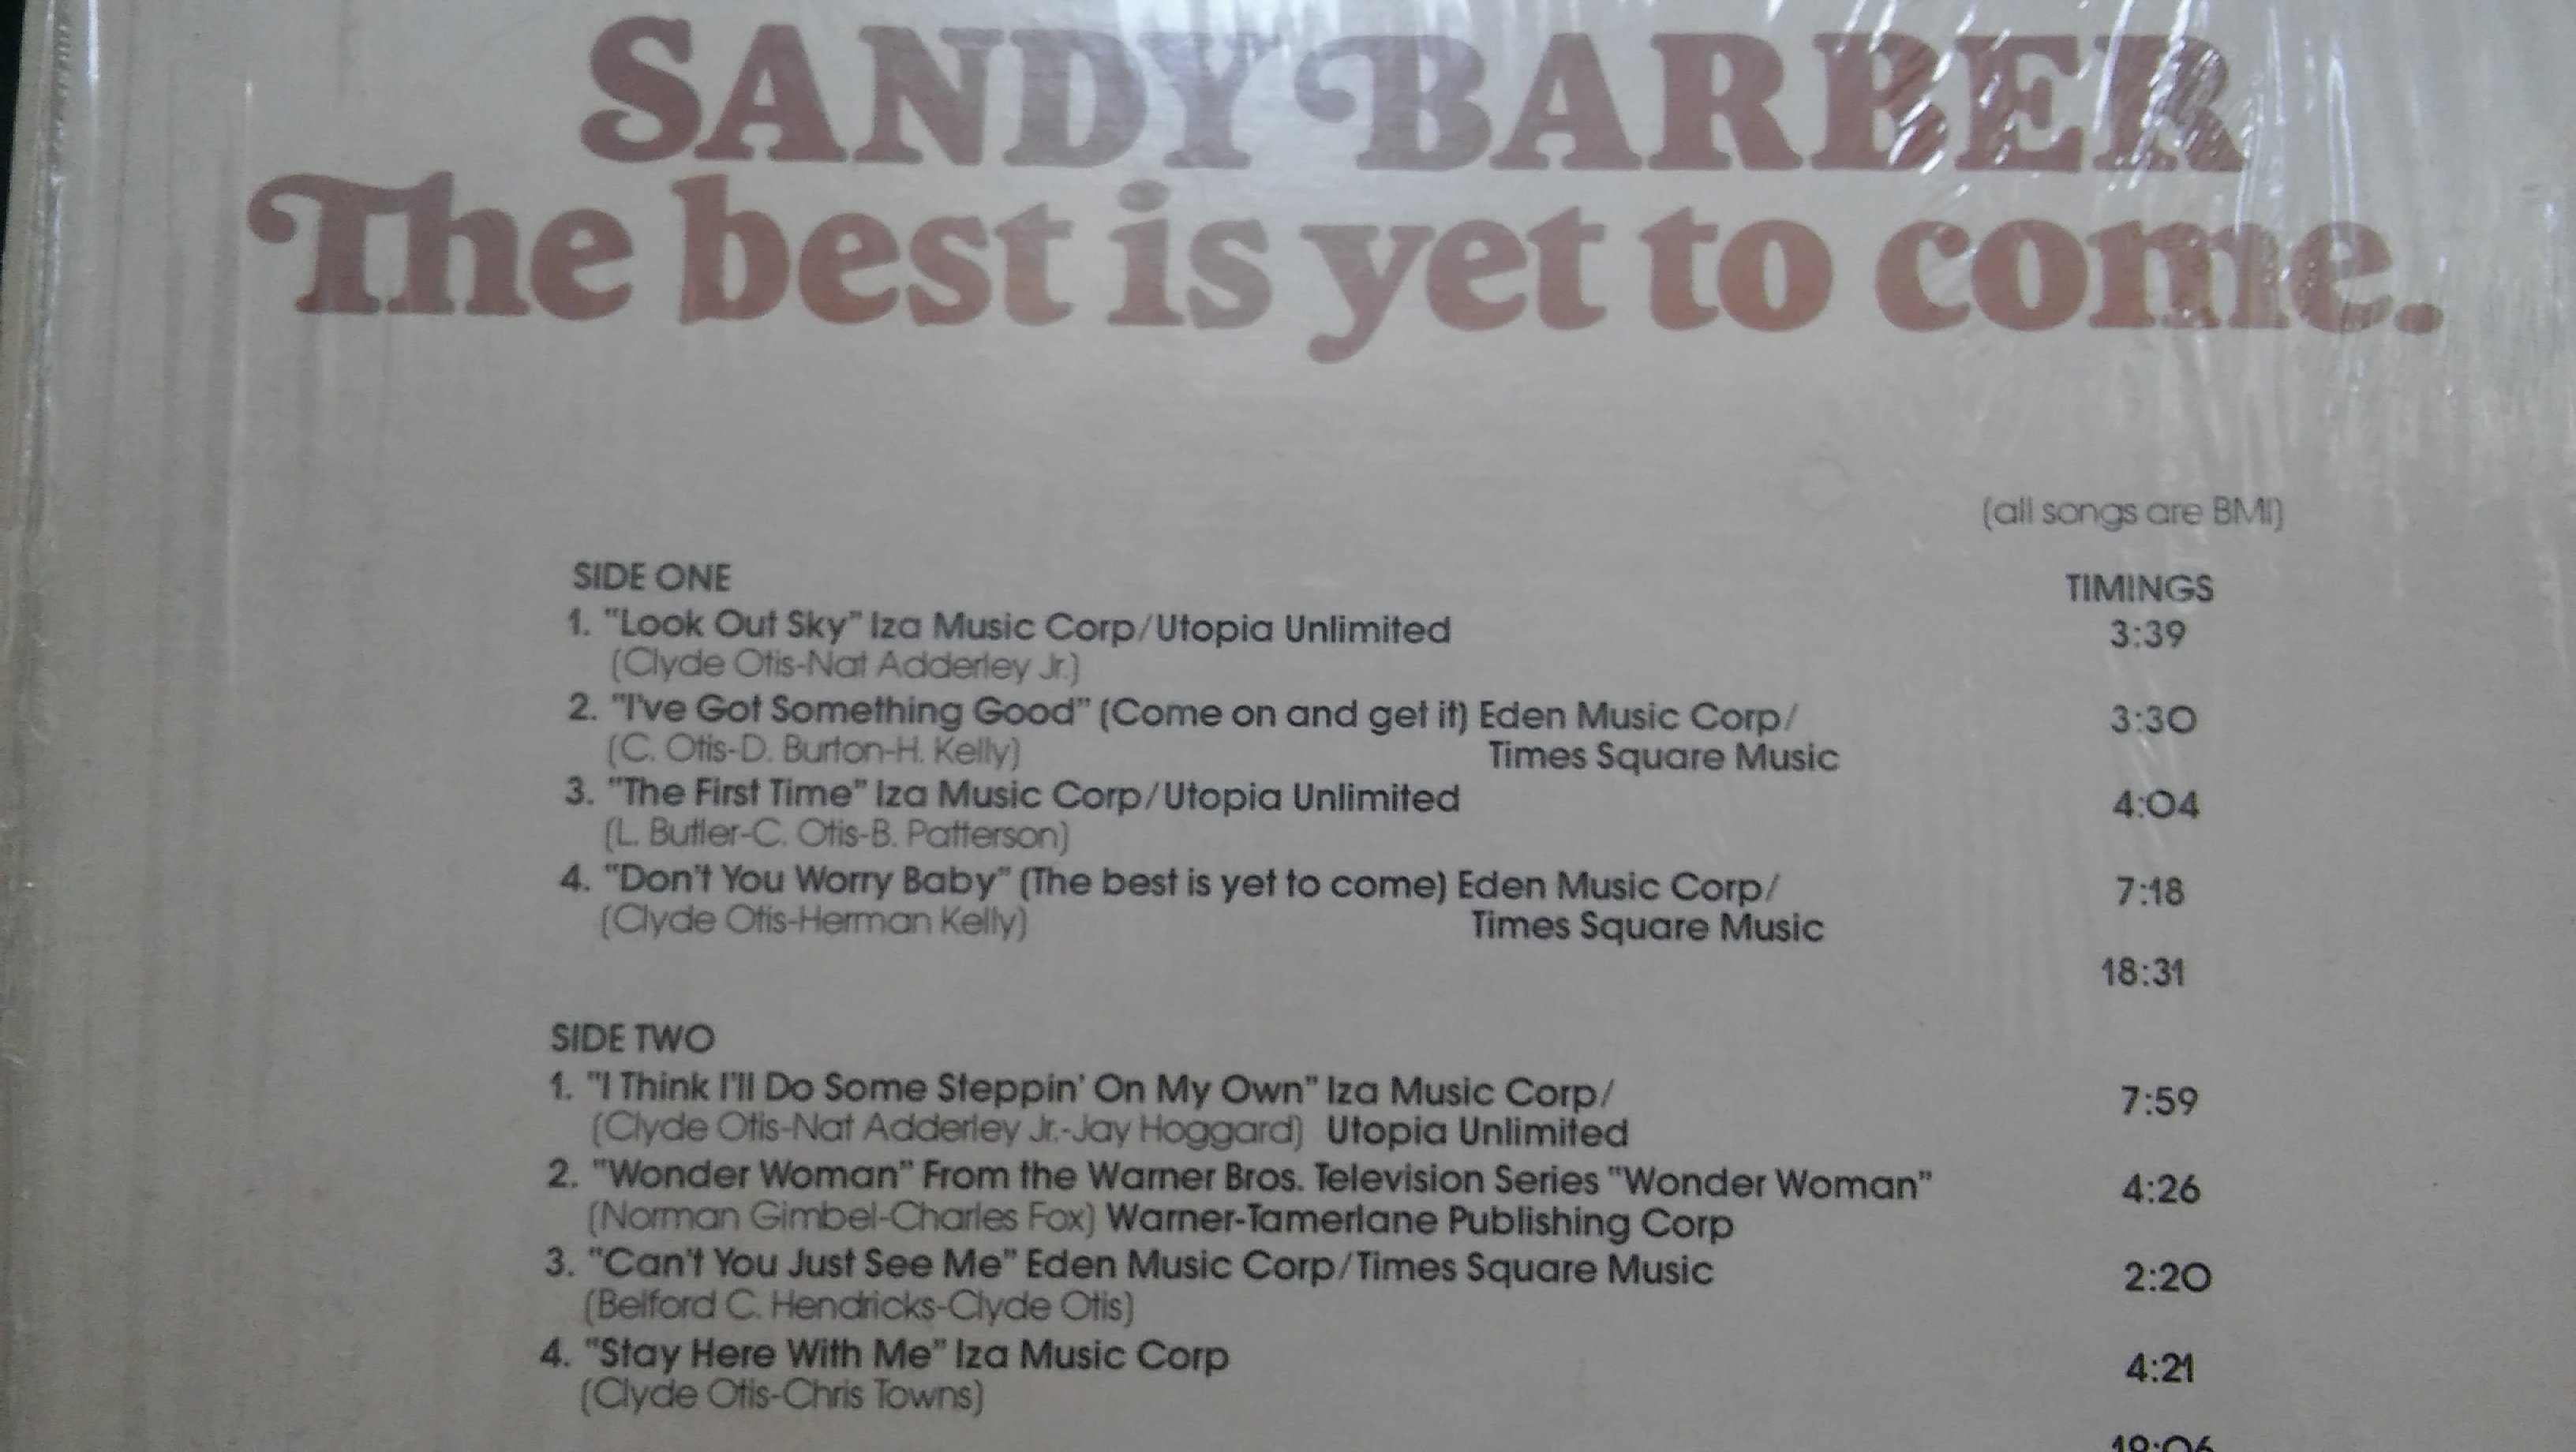 SANDY BARBER
The best is yet to come.
(all songs are BMI)
SIDE ONE TIMINGS
1. "Look Out Sky" Iza Music Corp/Utopia Unlimited 3:39
(Clyde Otis-Nat Adderley Jr.)
2. "I've Got Something Good" (Come on and get it) Eden Music Corp/ 3:30
(C. Otis-D. Burton-H. Kelly) Times Square Music
3. "The First Time" Iza Music Corp/Utopia Unlimited 4:04
(L. Butler-C. Otis-B. Patterson)
4. "Don't You Worry Baby" (The best is yet to come) Eden Music Corp/ 7:18
(Clyde Otis-Herman Kelly) Times Square Music
18:31
SIDE TWO
1. "I Think I'll Do Some Steppin' On My Own" Iza Music Corp/ 7:59
(Clyde Otis-Nat Adderley Jr.-Jay Hoggard) Utopia Unlimited
2. "Wonder Woman" From the Warner Bros. Television Series "Wonder Woman" 4:26
(Norman Gimbel-Charles Fox) Warner-Tamerlane Publishing Corp
3. "Can't You Just See Me" Eden Music Corp/Times Square Music 2:20
(Belford C. Hendricks-Clyde Otis)
4. "Stay Here With Me" Iza Music Corp 4:21
(Clyde Otis-Chris Towns)